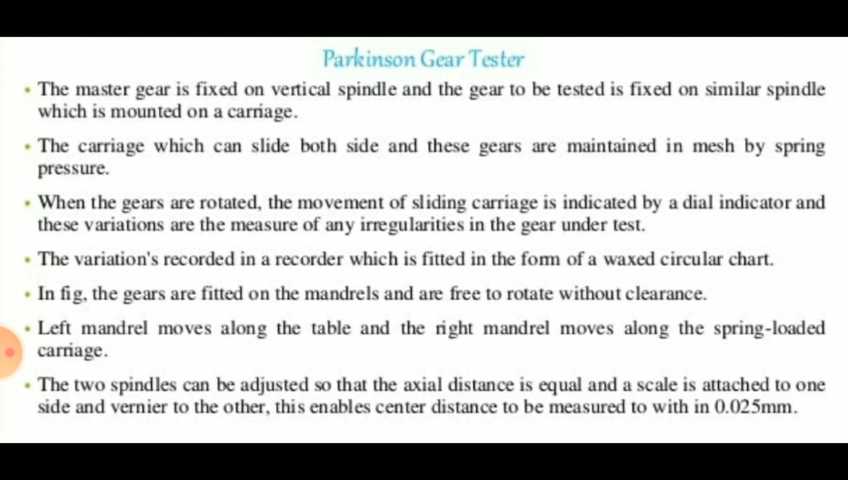 Parkinson Gear Tester
• The master gear is fixed on vertical spindle and the gear to be tested is fixed on similar spindle
which is mounted on a carriage.
• The carriage which can slide both side and these gears are maintained in mesh by spring
pressure.
• When the gears are rotated, the movement of sliding carriage is indicated by a dial indicator and
these variations are the measure of any irregularities in the gear under test.
• The variation's recorded in a recorder which is fitted in the form of a waxed circular chart.
• In fig, the gears are fitted on the mandrels and are free to rotate without clearance.
• Left mandrel moves along the table and the right mandrel moves along the spring-loaded
carriage.
• The two spindles can be adjusted so that the axial distance is equal and a scale is attached to one
side and vernier to the other, this enables center distance to be measured to with in 0.025mm.